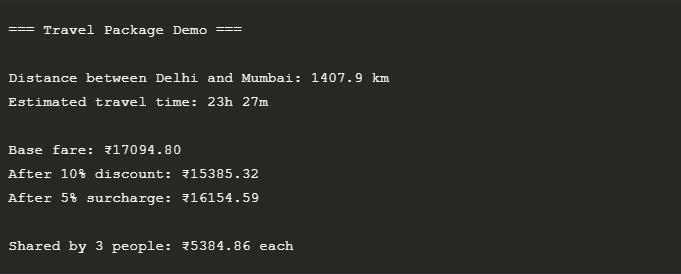 === Travel Package Demo ===
Distance between Delhi and Mumbai: 1407.9 km
Estimated travel time: 23h 27m
Base fare: ₹17094.80
After 10% discount: ₹15385.32
After 5% surcharge: ₹16154.59
Shared by 3 people: ₹5384.86 each